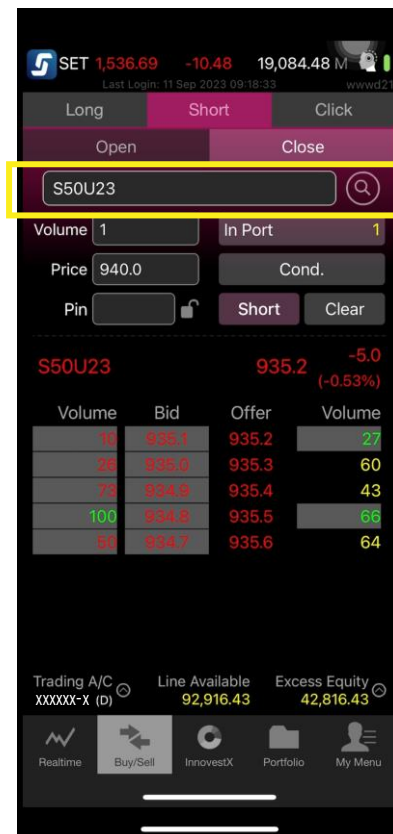 SET 1,536.69 -10.48 19,084.48 M
Last Login: 11 Sep 2023 09:18:33 wwwd21
Long Short Click
Open Close
S50U23
Volume 1 In Port 1
Price 940.0 Cond.
Pin Short Clear
S50U23 935.2 -5.0
(-0.53%)
Volume Bid Offer Volume
10 935.1 935.2 27
26 935.0 935.3 60
73 934.9 935.4 43
100 934.8 935.5 66
50 934.7 935.6 64
Trading A/C Line Available Excess Equity
XXXXXX-X (D) 92,916.43 42,816.43
Realtime Buy/Sell InnovestX Portfolio My Menu